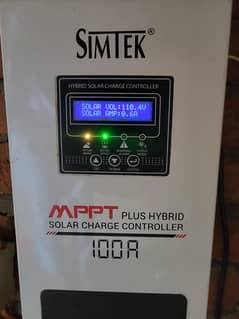 SIMTEK®
HYBRID SOLAR CHARGE CONTROLLER
SOLAR VOL:110.4V
SOLAR AMP:0.6A
MPPT PLUS HYBRID
SOLAR CHARGE CONTROLLER
100A